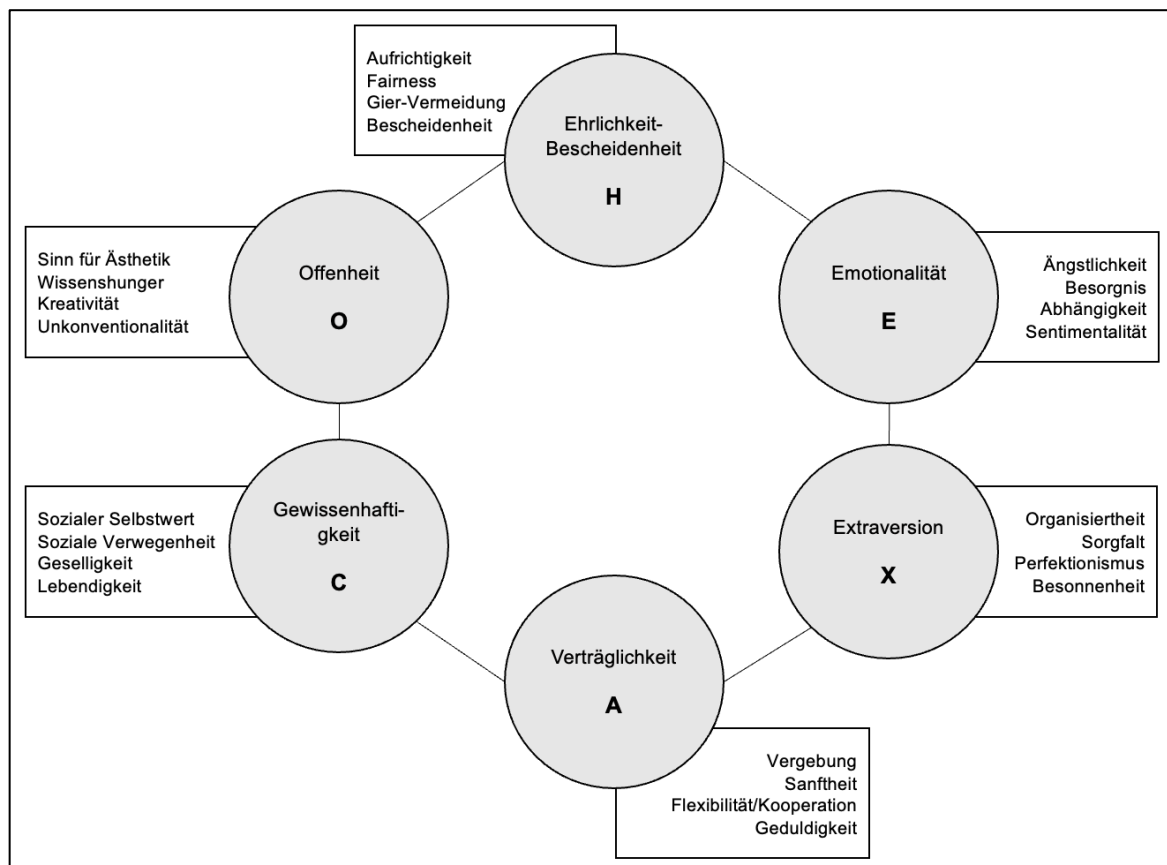 Aufrichtigkeit
Fairness
Gier-Vermeidung
Bescheidenheit
Ehrlichkeit-
Bescheidenheit
H
Sinn für Ästhetik
Wissenshunger
Kreativität
Unkonventionalität
Offenheit
O
Emotionalität
E
Ängstlichkeit
Besorgnis
Abhängigkeit
Sentimentalität
Sozialer Selbstwert
Soziale Verwegenheit
Geselligkeit
Lebendigkeit
Gewissenhafti-
gkeit
C
Extraversion
X
Organisiertheit
Sorgfalt
Perfektionismus
Besonnenheit
Verträglichkeit
A
Vergebung
Sanftheit
Flexibilität/Kooperation
Geduldigkeit